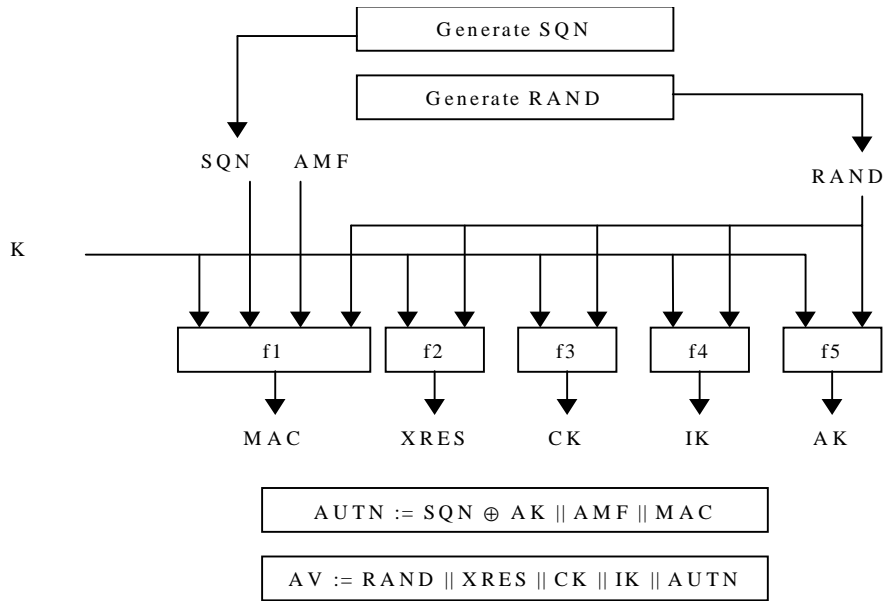 Generate SQN
Generate RAND
SQN AMF
RAND
K
f1 f2 f3 f4 f5
MAC XRES CK IK AK
AUTN := SQN ⊕ AK || AMF || MAC
AV := RAND || XRES || CK || IK || AUTN